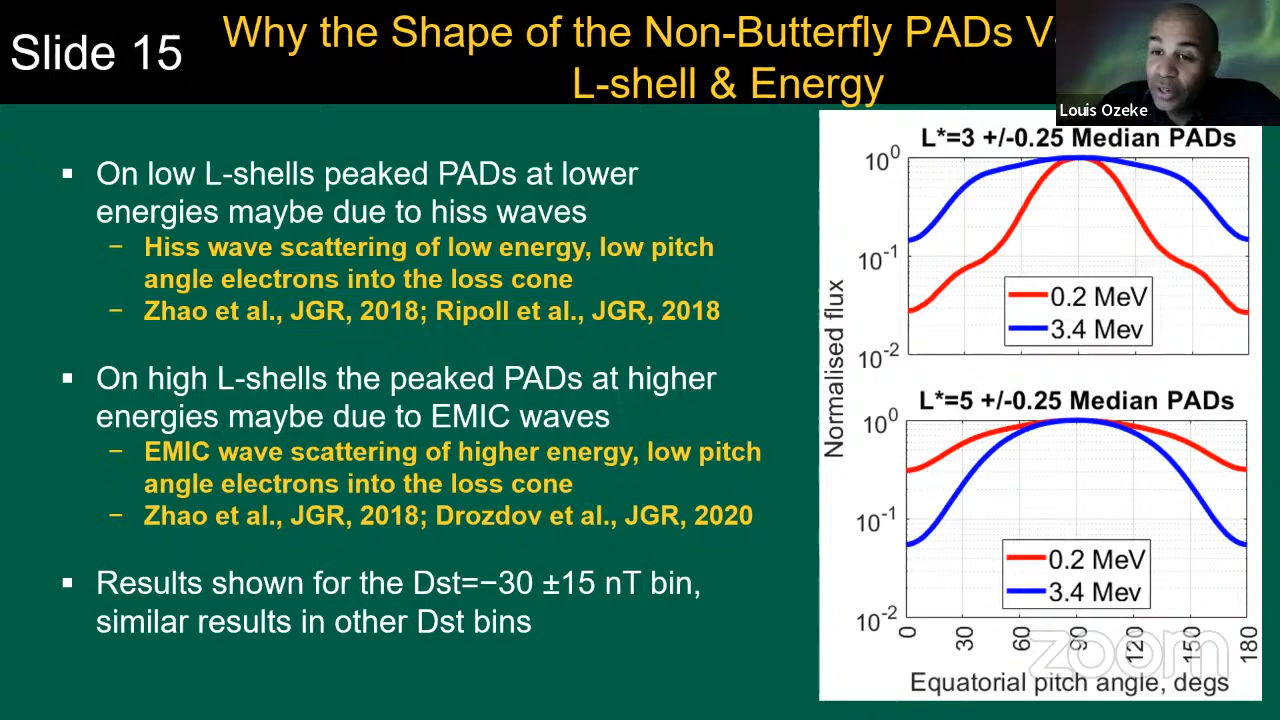 Slide 15
Why the Shape of the Non-Butterfly PADs
L-shell & Energy
Louis Ozeke
▪ On low L-shells peaked PADs at lower
energies maybe due to hiss waves
− Hiss wave scattering of low energy, low pitch
angle electrons into the loss cone
− Zhao et al., JGR, 2018; Ripoll et al., JGR, 2018
▪ On high L-shells the peaked PADs at higher
energies maybe due to EMIC waves
− EMIC wave scattering of higher energy, low pitch
angle electrons into the loss cone
− Zhao et al., JGR, 2018; Drozdov et al., JGR, 2020
▪ Results shown for the Dst=−30 ±15 nT bin,
similar results in other Dst bins
L*=3 +/-0.25 Median PADs
10^0
10^-1
10^-2
0.2 MeV
3.4 Mev
Normalised flux
L*=5 +/-0.25 Median PADs
10^0
10^-1
10^-2
0.2 MeV
3.4 Mev
0 30 60 90 120 150 180
Equatorial pitch angle, degs
zoom